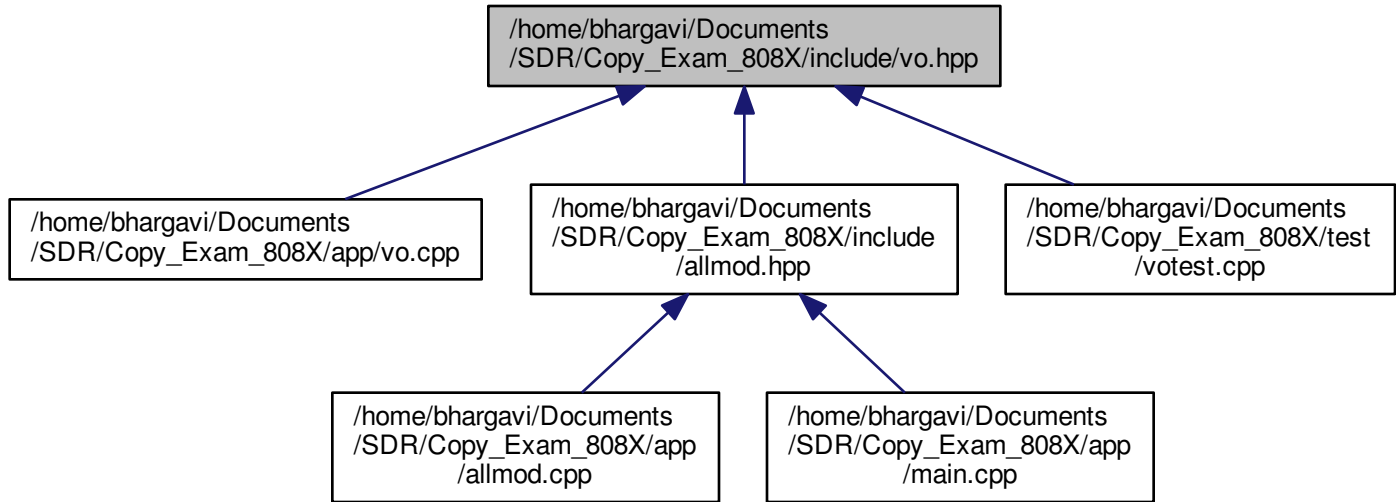 /home/bhargavi/Documents
/SDR/Copy_Exam_808X/include/vo.hpp
/home/bhargavi/Documents
/SDR/Copy_Exam_808X/app/vo.cpp
/home/bhargavi/Documents
/SDR/Copy_Exam_808X/include
/allmod.hpp
/home/bhargavi/Documents
/SDR/Copy_Exam_808X/test
/votest.cpp
/home/bhargavi/Documents
/SDR/Copy_Exam_808X/app
/allmod.cpp
/home/bhargavi/Documents
/SDR/Copy_Exam_808X/app
/main.cpp